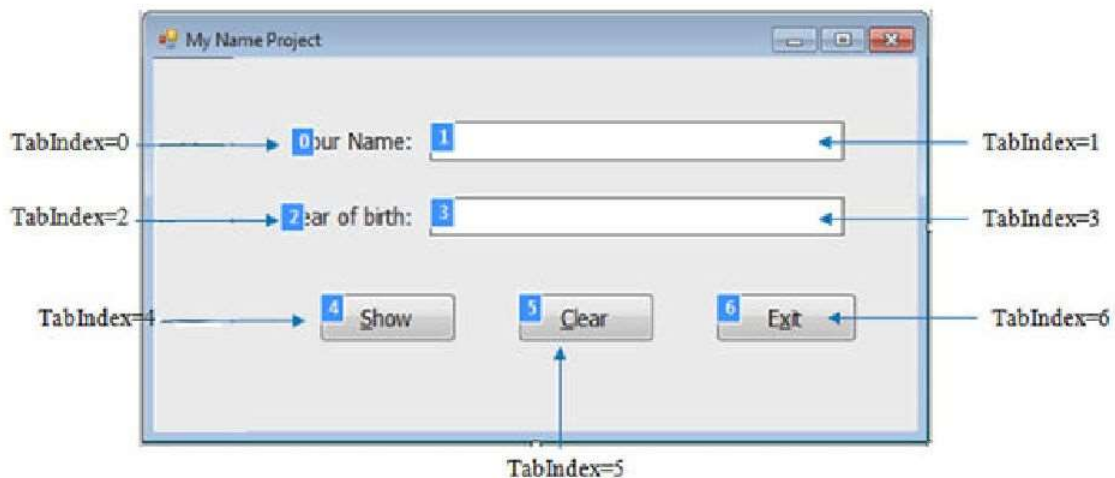 My Name Project
TabIndex=0 0 our Name: 1 TabIndex=1
TabIndex=2 2 ear of birth: 3 TabIndex=3
TabIndex=4 4 Show 5 Clear 6 Exit TabIndex=6
TabIndex=5